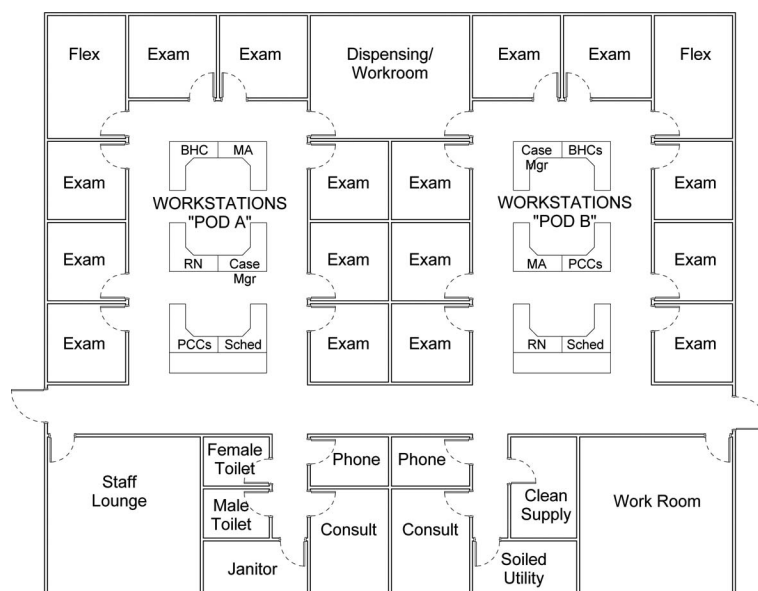 Flex Exam Exam Dispensing/ Exam Exam Flex
Workroom
BHC MA Case BHCs
Mgr
Exam Exam Exam Exam
WORKSTATIONS WORKSTATIONS
"POD A" "POD B"
Exam RN Case Exam Exam MA PCCs Exam
Mgr
Exam PCCs Sched Exam Exam RN Sched Exam
Female Phone Phone
Toilet
Staff
Lounge
Clean
Supply
Work Room
Male
Toilet
Consult Consult
Janitor
Soiled
Utility